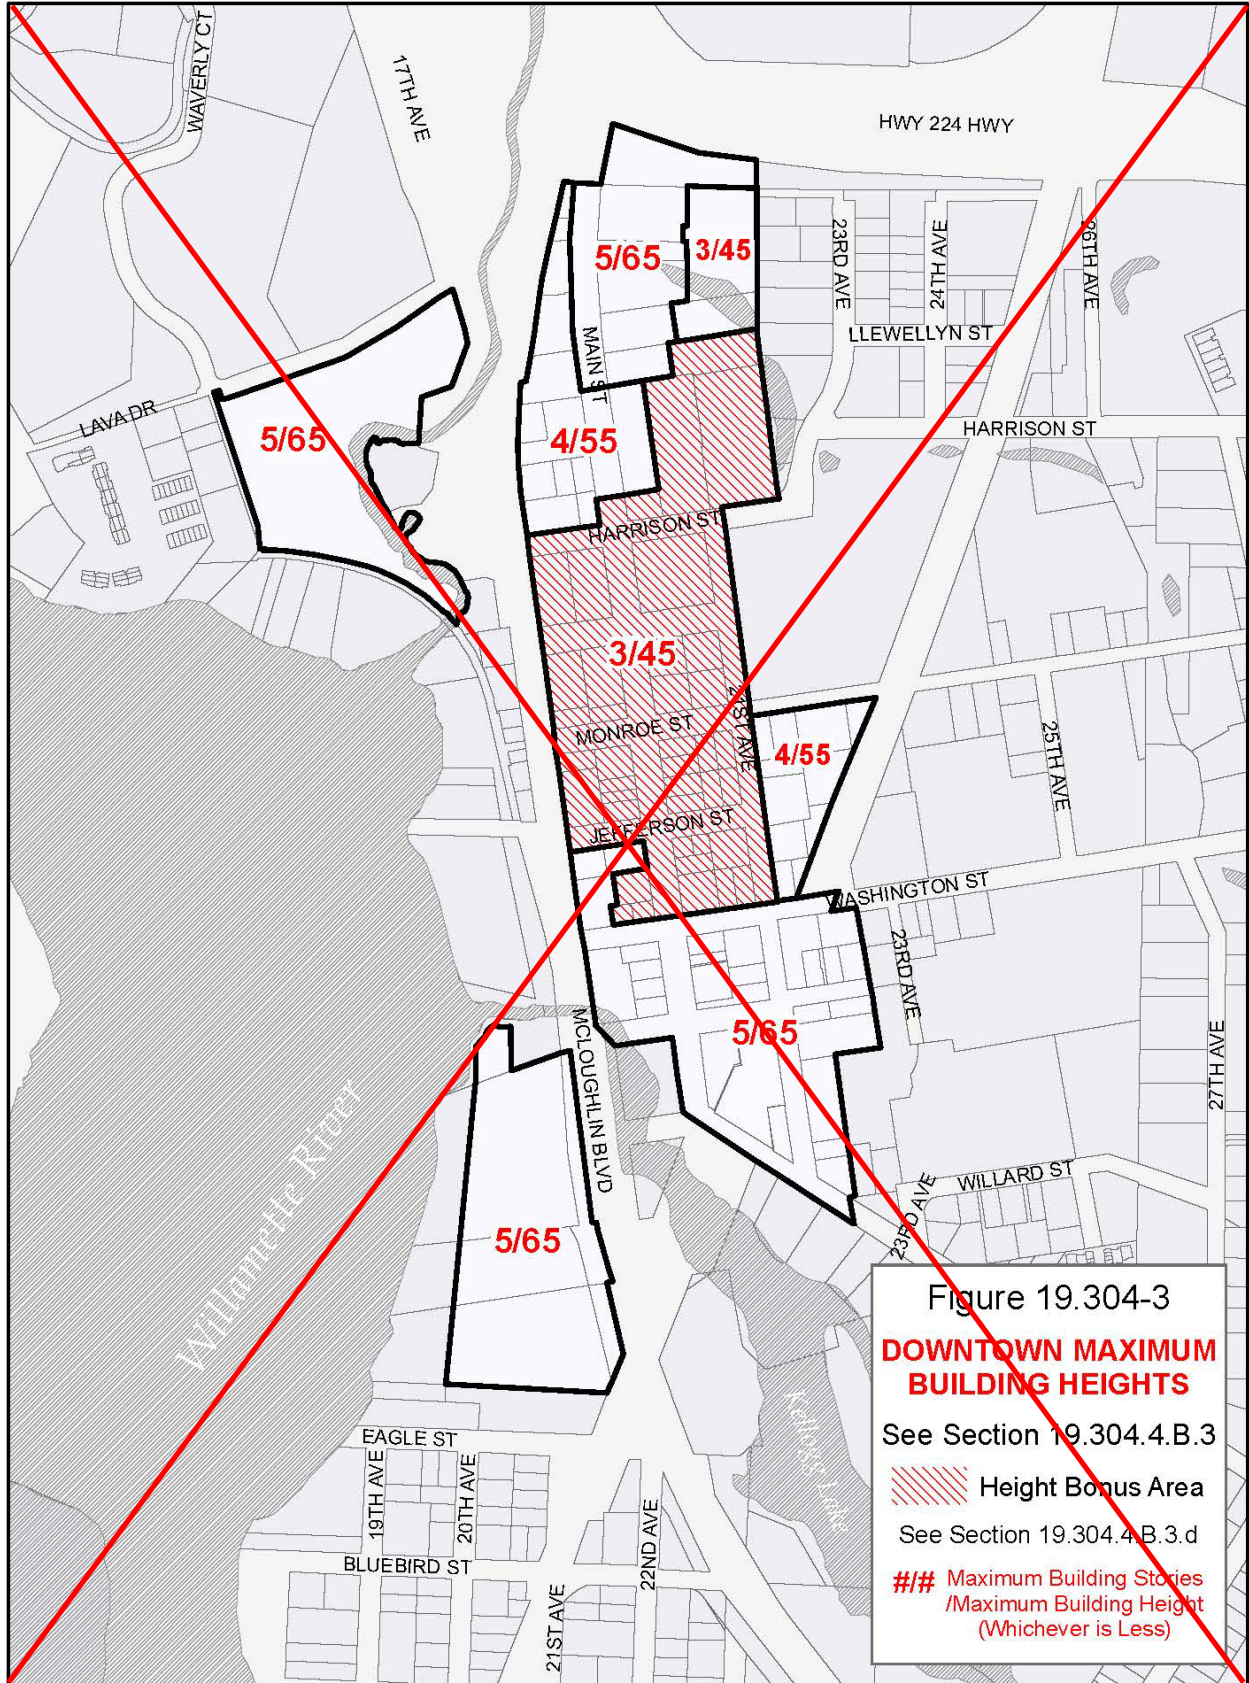 WAVERLY CT
17TH AVE
HWY 224 HWY
5/65
3/45
23RD AVE
24TH AVE
26TH AVE
MAIN ST
LLEWELLYN ST
LAVA DR
5/65
4/55
HARRISON ST
HARRISON ST
3/45
21ST AVE
MONROE ST
4/55
25TH AVE
JEFFERSON ST
WASHINGTON ST
23RD AVE
5/65
MCLOUGHLIN BLVD
27TH AVE
Willamette River
WILLARD ST
23RD AVE
5/65
Kellogg Lake
EAGLE ST
19TH AVE
20TH AVE
BLUEBIRD ST
22ND AVE
21ST AVE
Figure 19.304-3
DOWNTOWN MAXIMUM
BUILDING HEIGHTS
See Section 19.304.4.B.3
Height Bonus Area
See Section 19.304.4.B.3.d
#/# Maximum Building Stories
/Maximum Building Height
(Whichever is Less)